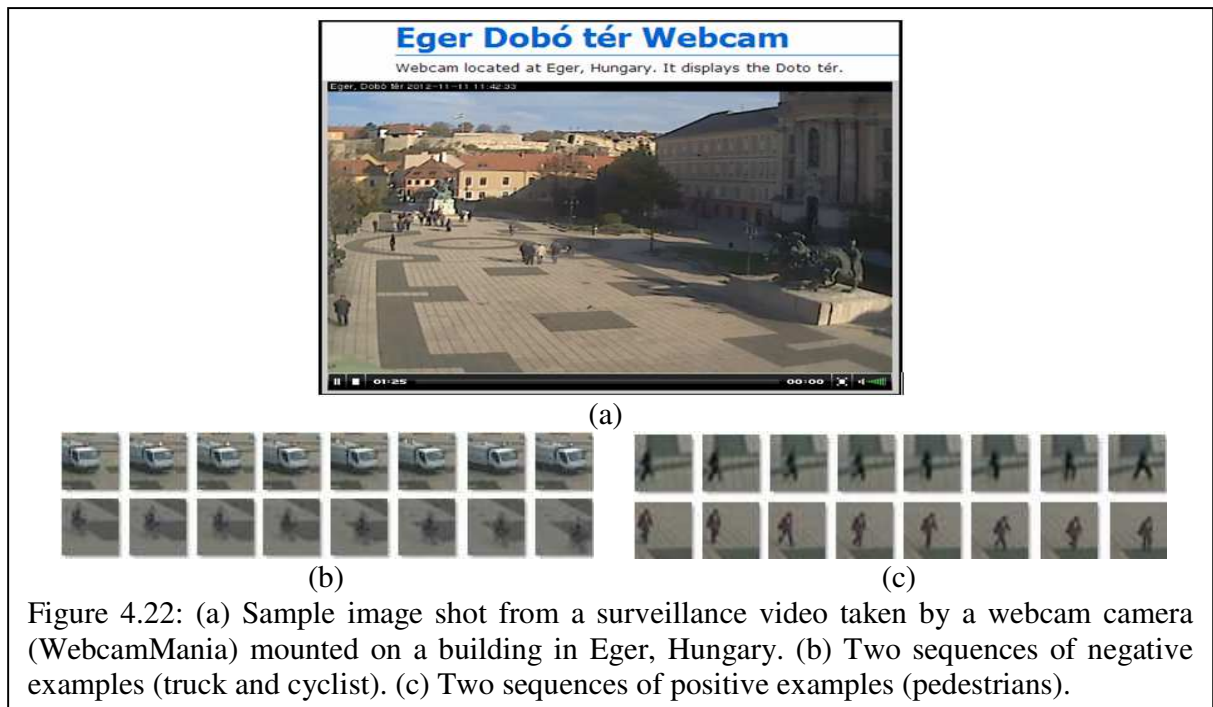 Eger Dobó tér Webcam
Webcam located at Eger, Hungary. It displays the Doto tér.
Eger, Dobó tér 2012-11-11 11:42:33
01:25 00:00
(a)
(b) (c)
Figure 4.22: (a) Sample image shot from a surveillance video taken by a webcam camera
(WebcamMania) mounted on a building in Eger, Hungary. (b) Two sequences of negative
examples (truck and cyclist). (c) Two sequences of positive examples (pedestrians).